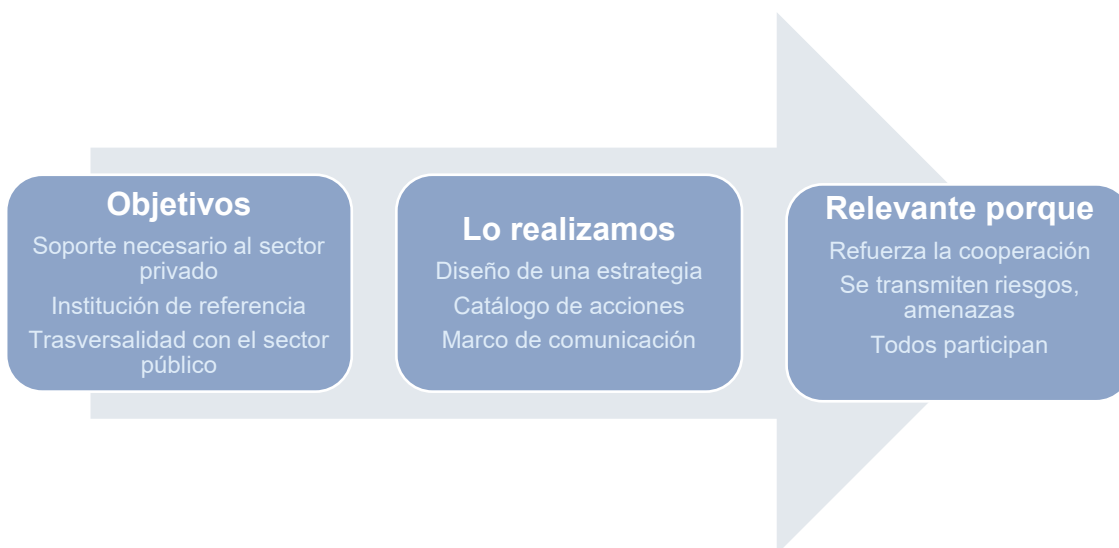 Objetivos
Soporte necesario al sector
privado
Institución de referencia
Trasversalidad con el sector
público
Lo realizamos
Diseño de una estrategia
Catálogo de acciones
Marco de comunicación
Relevante porque
Refuerza la cooperación
Se transmiten riesgos,
amenazas
Todos participan